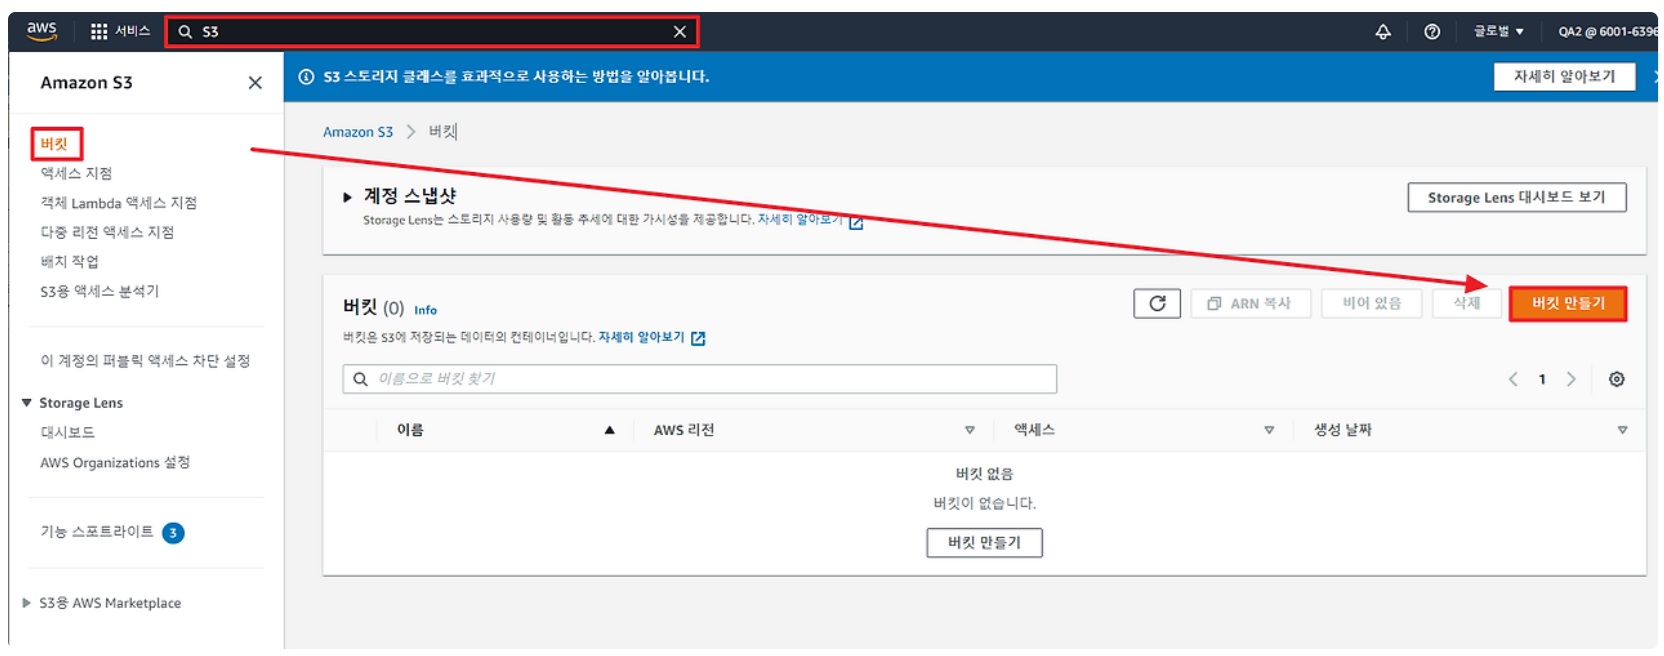 aws 서비스 S3 글로벌 ▼ QA2 @ 6001-6396
Amazon S3
S3 스토리지 클래스를 효과적으로 사용하는 방법을 알아봅니다. 자세히 알아보기
버킷
액세스 지점
객체 Lambda 액세스 지점
다중 리전 액세스 지점
배치 작업
S3용 액세스 분석기
이 계정의 퍼블릭 액세스 차단 설정
▼ Storage Lens
대시보드
AWS Organizations 설정
기능 스포트라이트 3
▶ S3용 AWS Marketplace
Amazon S3 > 버킷
▶ 계정 스냅샷
Storage Lens는 스토리지 사용량 및 활동 추세에 대한 가시성을 제공합니다. 자세히 알아보기
Storage Lens 대시보드 보기
버킷 (0) Info
버킷은 S3에 저장되는 데이터의 컨테이너입니다. 자세히 알아보기
ARN 복사 비어 있음 삭제 버킷 만들기
이름으로 버킷 찾기
< 1 >
이름 ▲ AWS 리전 ▽ 액세스 ▽ 생성 날짜 ▽
버킷 없음
버킷이 없습니다.
버킷 만들기